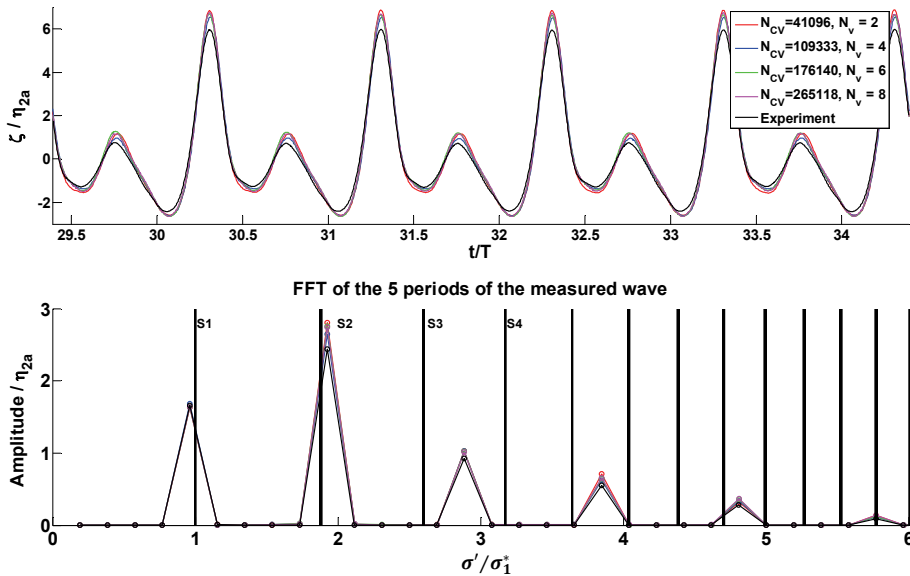 6
4
2
0
-2
ζ / η2a
N_CV=41096, N_v = 2
N_CV=109333, N_v = 4
N_CV=176140, N_v = 6
N_CV=265118, N_v = 8
Experiment
29.5 30 30.5 31 31.5 32 32.5 33 33.5 34
t/T
FFT of the 5 periods of the measured wave
3
2
1
0
Amplitude / η2a
S1 S2 S3 S4
0 1 2 3 4 5 6
σ′/σ₁*